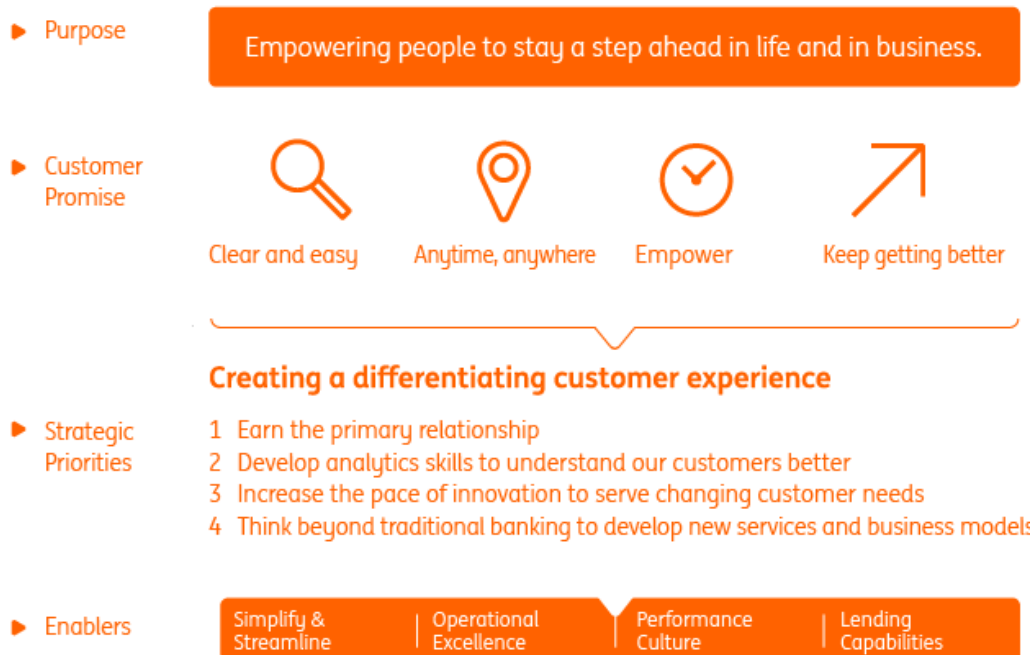 Purpose
Empowering people to stay a step ahead in life and in business.
Customer
Promise
Clear and easy
Anytime, anywhere
Empower
Keep getting better
Creating a differentiating customer experience
Strategic
Priorities
1 Earn the primary relationship
2 Develop analytics skills to understand our customers better
3 Increase the pace of innovation to serve changing customer needs
4 Think beyond traditional banking to develop new services and business models
Enablers
Simplify &
Streamline
Operational
Excellence
Performance
Culture
Lending
Capabilities